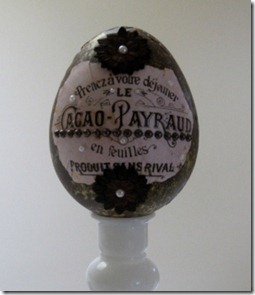 Prenez à votre déjeuner
LE
CACAO-PAYRAUD
en feuilles
PRODUIT SANS RIVAL